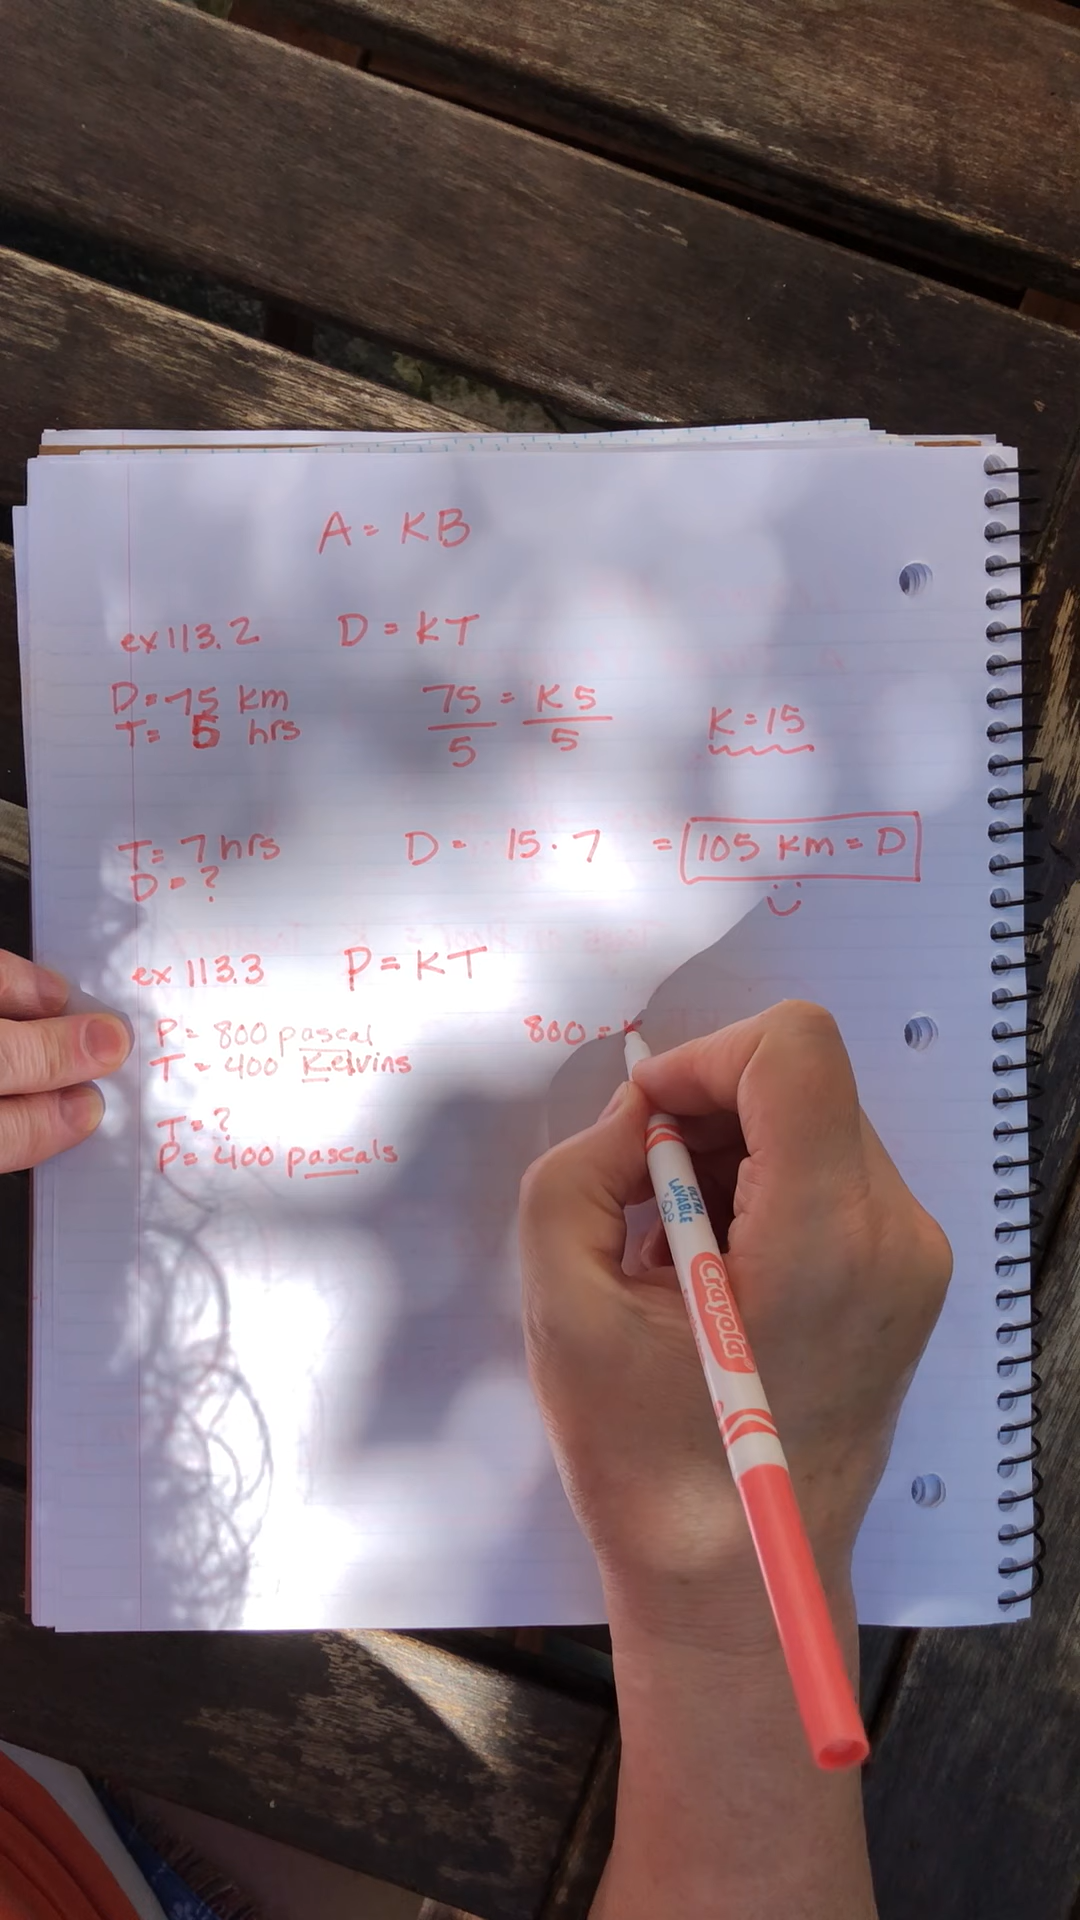 A = KB
ex 113.2 D = KT
D = 75 km 75 = K5
T = 5 hrs 5 5 K = 15
T = 7 hrs D = 15 · 7 = 105 km = D
D = ?
ex 113.3 P = KT
P = 800 pascal 800 = K
T = 400 Kelvins
T = ?
P = 400 pascals
ULTRA
LAVABLE
Crayola